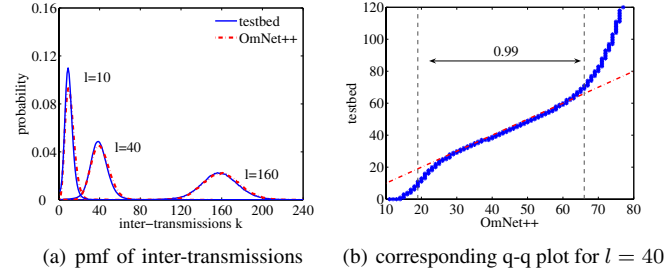 probability
0.16
0.12
0.08
0.04
0
testbed
OmNet++
l=10
l=40
l=160
0 40 80 120 160 200 240
inter-transmissions k
(a) pmf of inter-transmissions
testbed
120
100
80
60
40
20
0
0.99
10 20 30 40 50 60 70 80
OmNet++
(b) corresponding q-q plot for l = 40